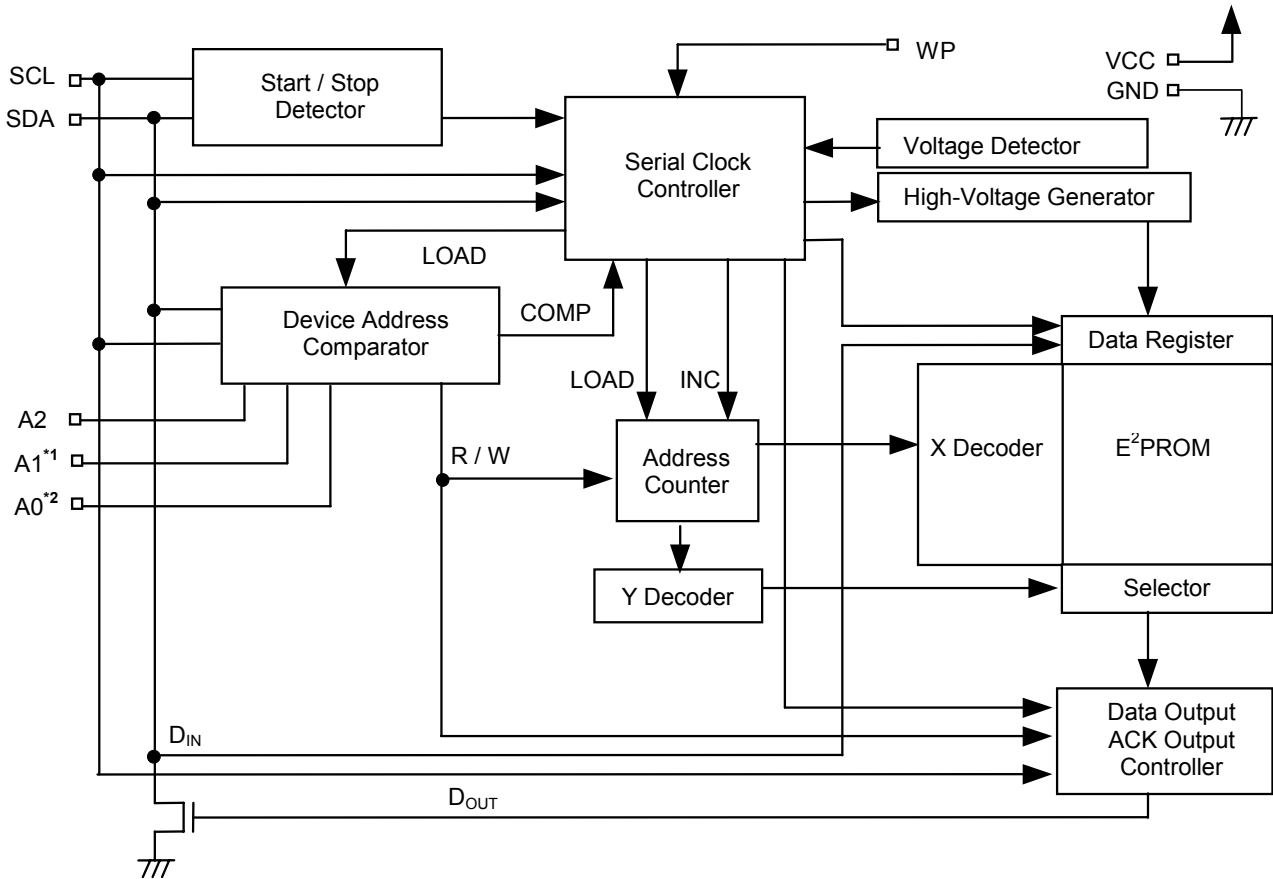 SCL
SDA
Start / Stop
Detector
WP
VCC
GND
Serial Clock
Controller
Voltage Detector
High-Voltage Generator
LOAD
Device Address
Comparator
COMP
LOAD
INC
Data Register
A2
A1*1
A0*2
R / W
Address
Counter
X Decoder
E²PROM
Y Decoder
Selector
DIN
Data Output
ACK Output
Controller
DOUT